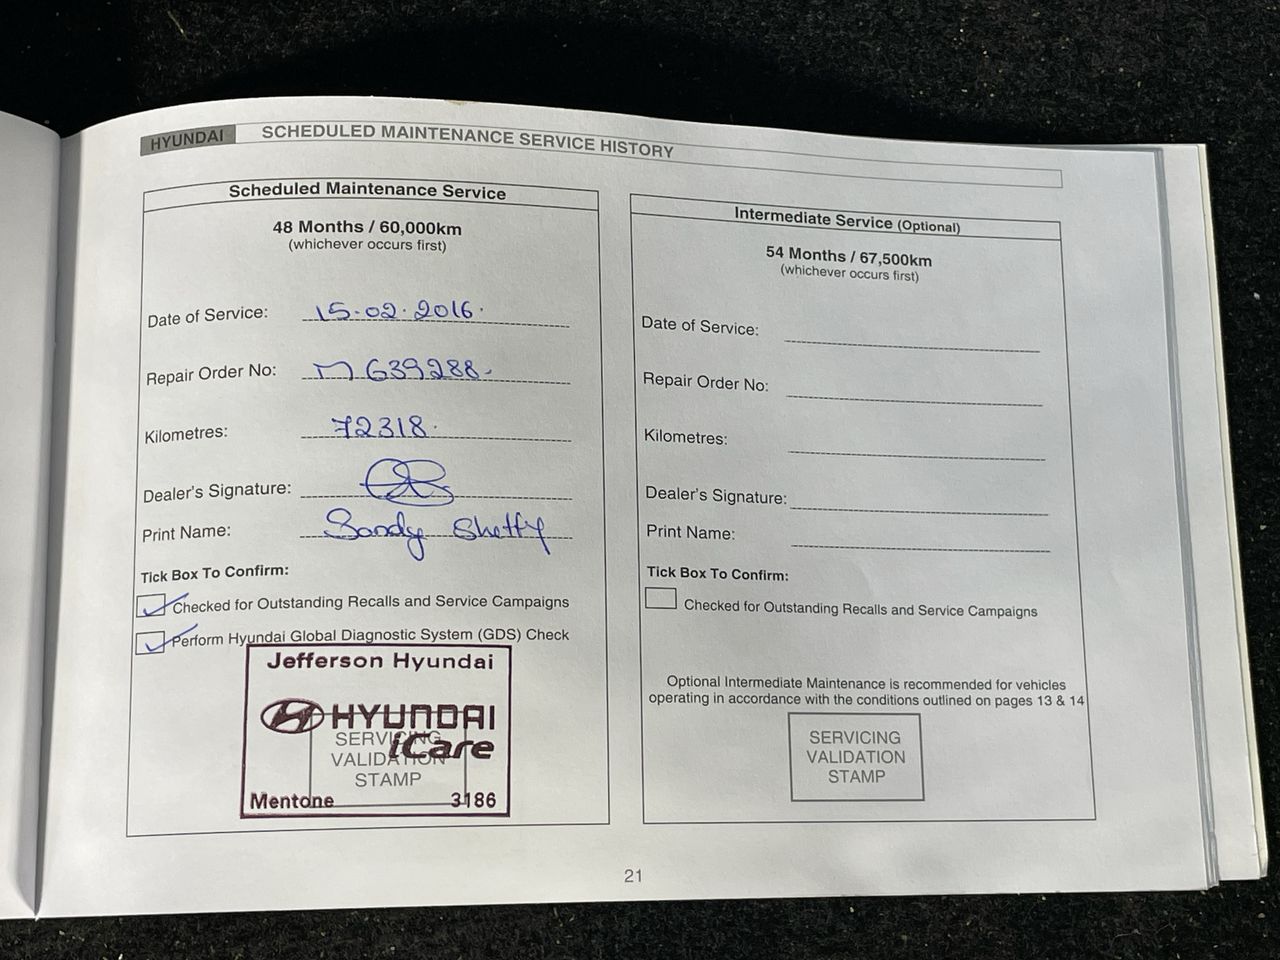 HYUNDAI SCHEDULED MAINTENANCE SERVICE HISTORY
Scheduled Maintenance Service
48 Months / 60,000km
(whichever occurs first)
Date of Service: 15.02.2016.
Repair Order No: M 639288.
Kilometres: 72318.
Dealer's Signature:
Print Name: Sandy Shetty
Tick Box To Confirm:
Checked for Outstanding Recalls and Service Campaigns
Perform Hyundai Global Diagnostic System (GDS) Check
Jefferson Hyundai
HYUNDAI
iCare
SERVICING
VALIDATION
STAMP
Mentone 3186
Intermediate Service (Optional)
54 Months / 67,500km
(whichever occurs first)
Date of Service:
Repair Order No:
Kilometres:
Dealer's Signature:
Print Name:
Tick Box To Confirm:
Checked for Outstanding Recalls and Service Campaigns
Optional Intermediate Maintenance is recommended for vehicles
operating in accordance with the conditions outlined on pages 13 & 14
SERVICING
VALIDATION
STAMP
21